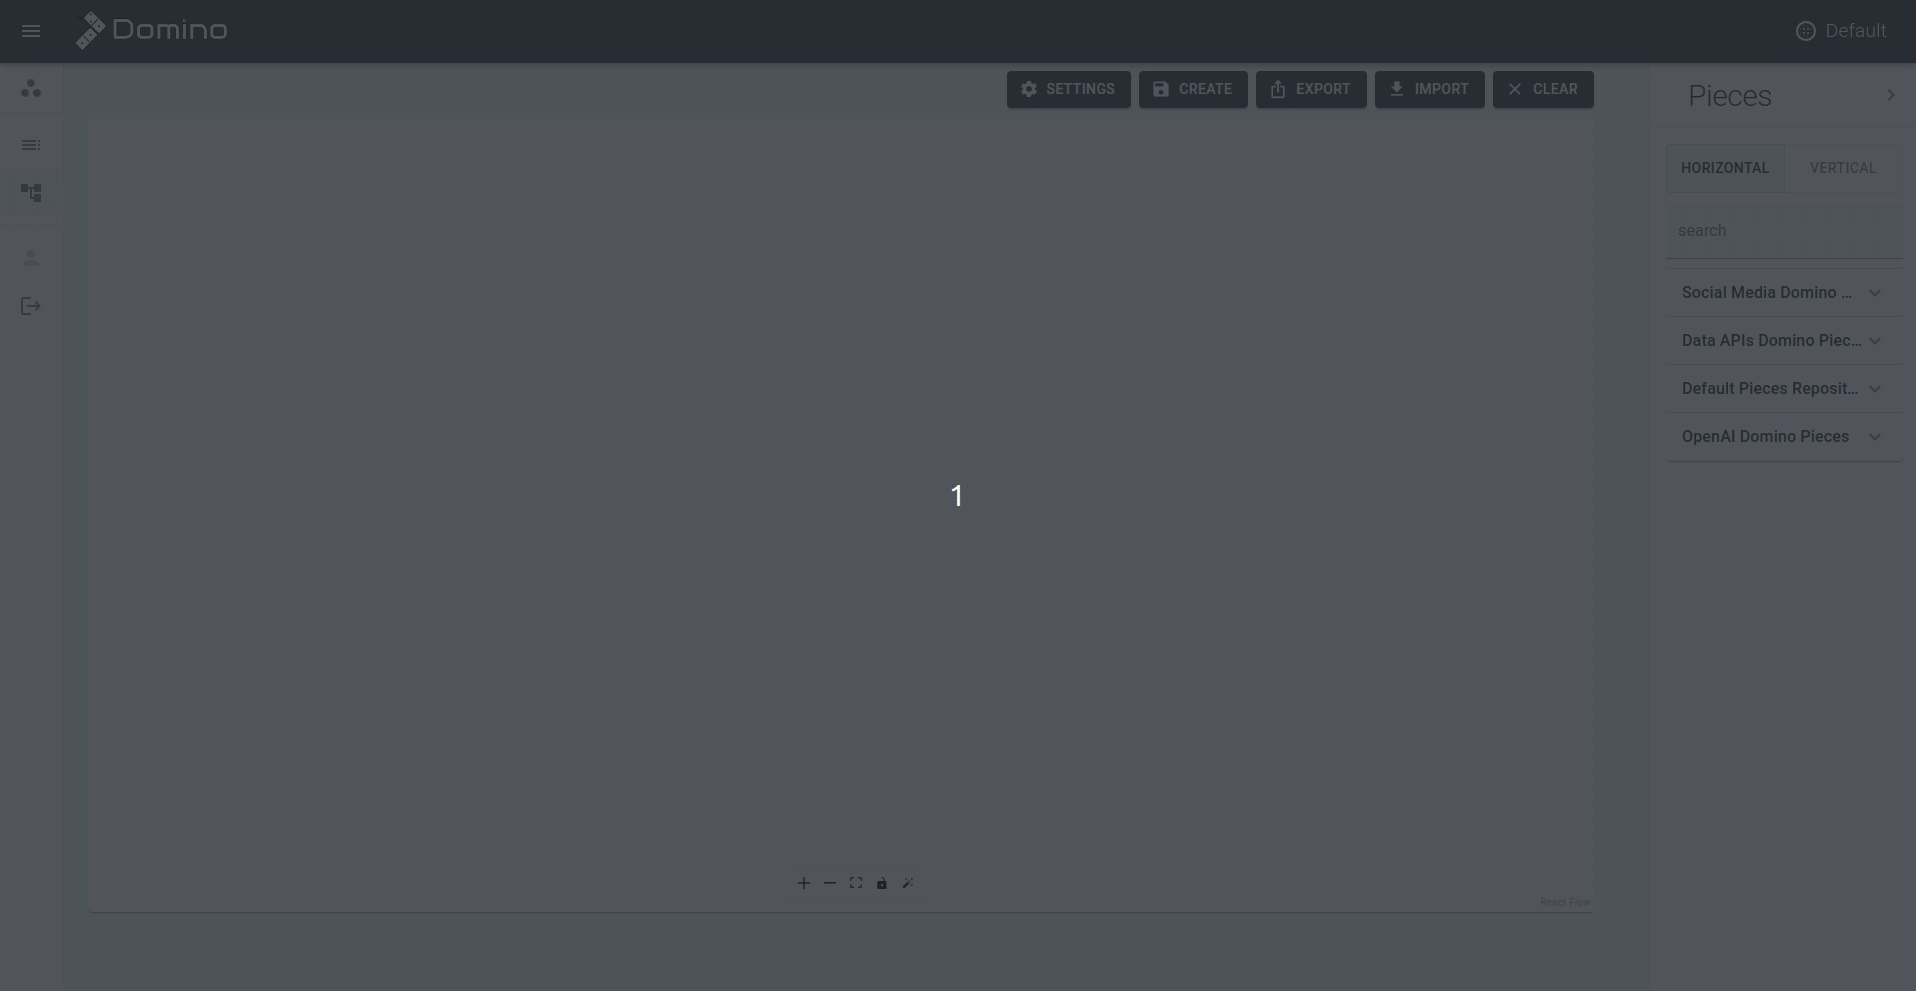 Domino
Default
SETTINGS
CREATE
EXPORT
IMPORT
CLEAR
Pieces
HORIZONTAL
VERTICAL
search
Social Media Domino ...
Data APIs Domino Piec...
Default Pieces Reposit...
OpenAI Domino Pieces
1
React Flow